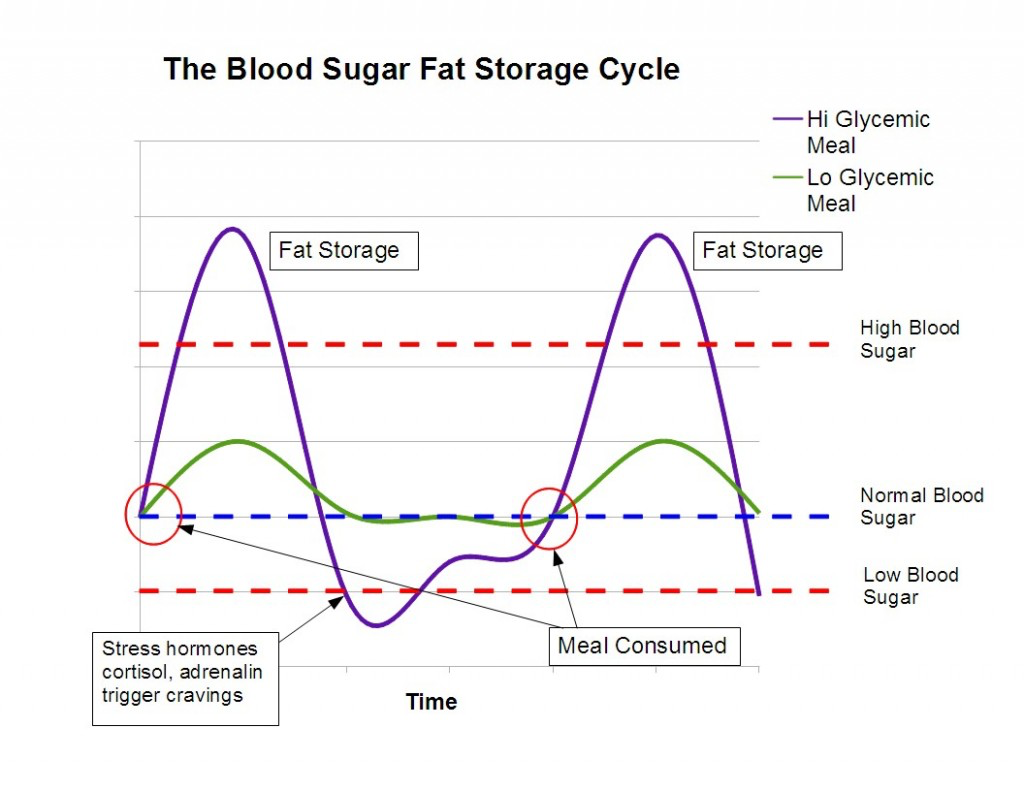 The Blood Sugar Fat Storage Cycle
Hi Glycemic
Meal
Lo Glycemic
Meal
Fat Storage
Fat Storage
High Blood
Sugar
Normal Blood
Sugar
Low Blood
Sugar
Meal Consumed
Stress hormones
cortisol, adrenalin
trigger cravings
Time